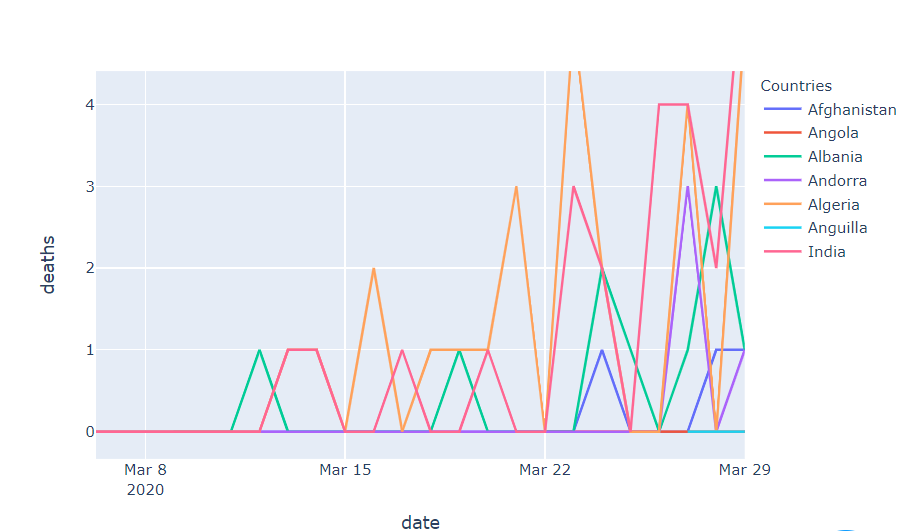 Countries
Afghanistan
Angola
Albania
Andorra
Algeria
Anguilla
India
4
3
2
1
0
deaths
Mar 8
2020
Mar 15
Mar 22
Mar 29
date